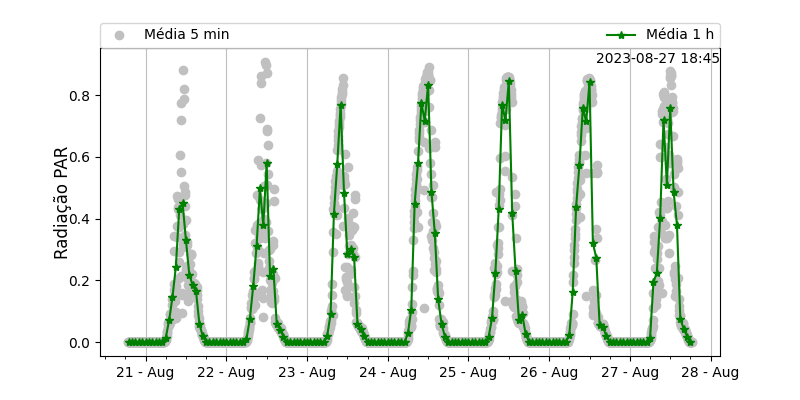 Média 5 min
Média 1 h
2023-08-27 18:45
Radiação PAR
0.8
0.6
0.4
0.2
0.0
21 - Aug
22 - Aug
23 - Aug
24 - Aug
25 - Aug
26 - Aug
27 - Aug
28 - Aug